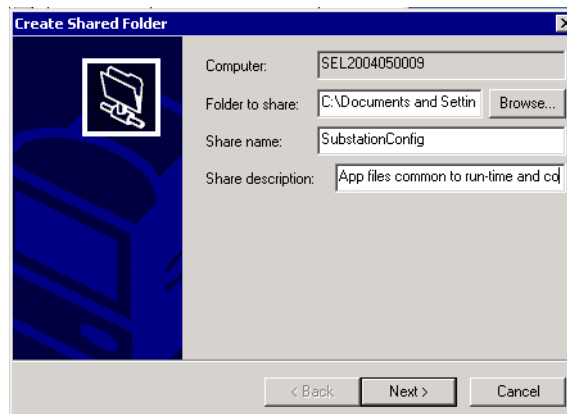 Create Shared Folder
Computer: SEL2004050009
Folder to share: C:\Documents and Settin Browse...
Share name: SubstationConfig
Share description: App files common to run-time and co
< Back Next > Cancel